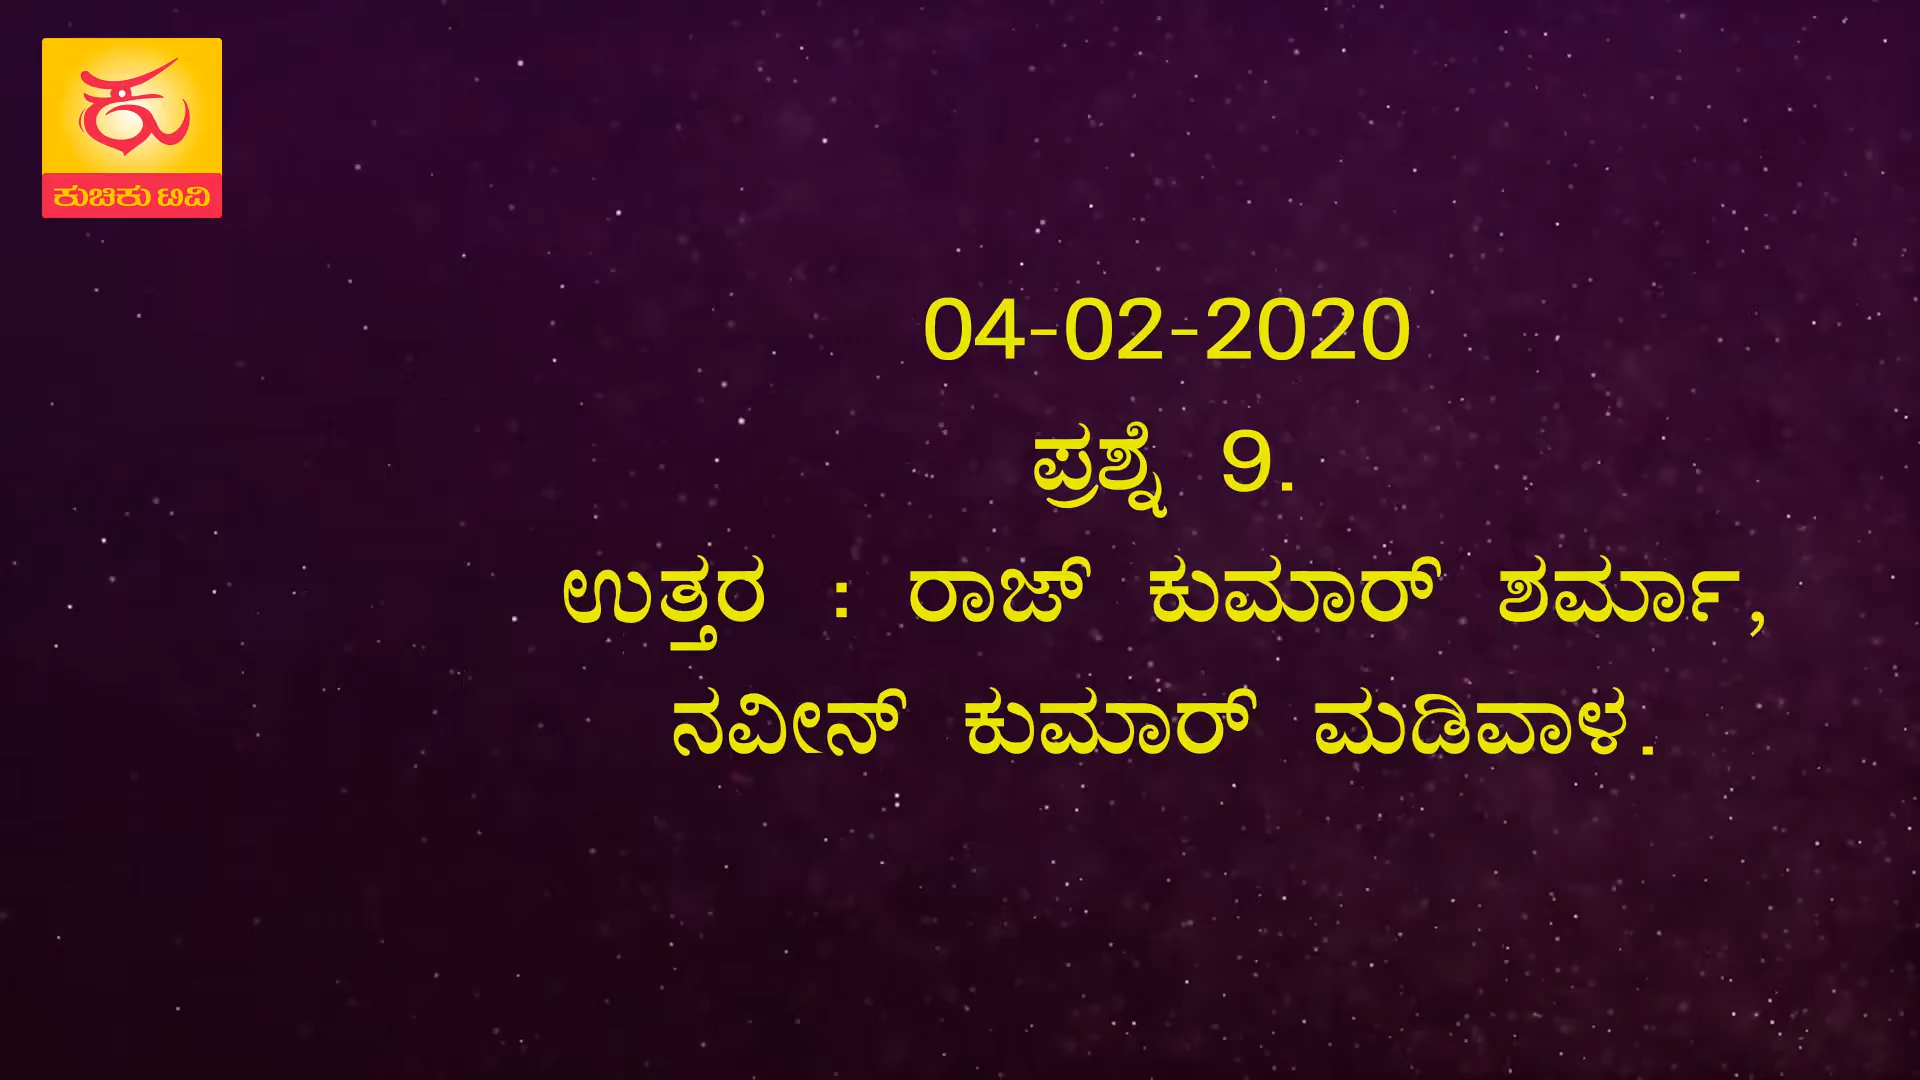 ಕು
ಕುಚಿಕು ಟಿವಿ
04-02-2020
ಪ್ರಶ್ನೆ 9.
ಉತ್ತರ : ರಾಜ್ ಕುಮಾರ್ ಶರ್ಮಾ,
ನವೀನ್ ಕುಮಾರ್ ಮಡಿವಾಳ.